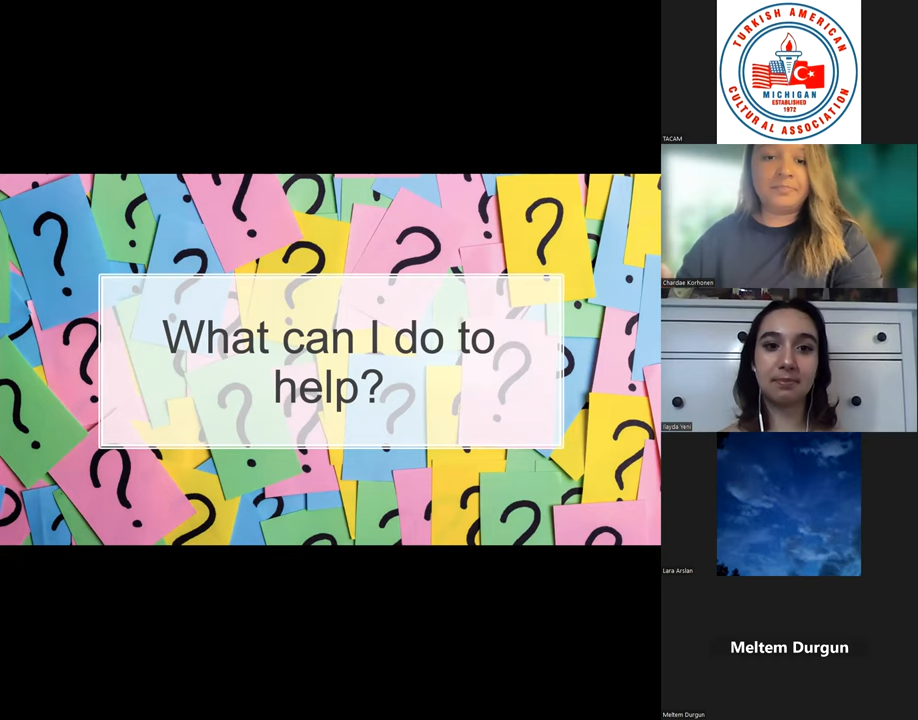 What can I do to
help?
TURKISH AMERICAN
MICHIGAN
ESTABLISHED
1972
CULTURAL ASSOCIATION
TACAM
Chardae Korhonen
Ilayda Yeni
Lara Arslan
Meltem Durgun
Meltem Durgun